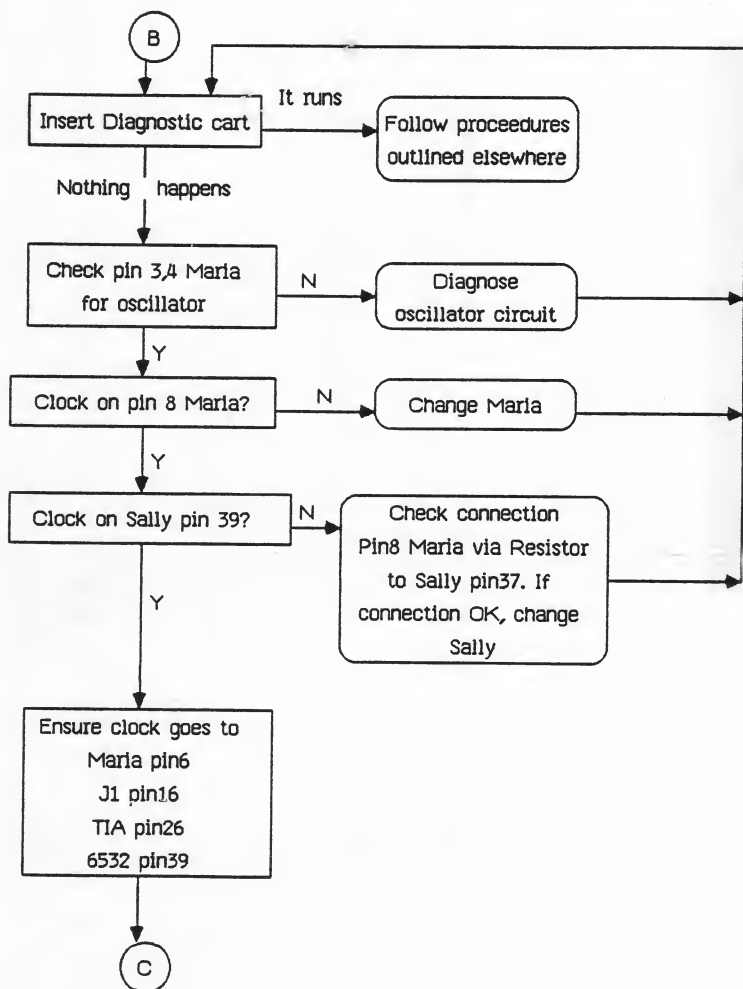 B
Insert Diagnostic cart
It runs
Follow proceedures
outlined elsewhere
Nothing happens
Check pin 3,4 Maria
for oscillator
N
Diagnose
oscillator circuit
Y
Clock on pin 8 Maria?
N
Change Maria
Y
Clock on Sally pin 39?
N
Check connection
Pin8 Maria via Resistor
to Sally pin37. If
connection OK, change
Sally
Y
Ensure clock goes to
Maria pin6
J1 pin16
TIA pin26
6532 pin39
C